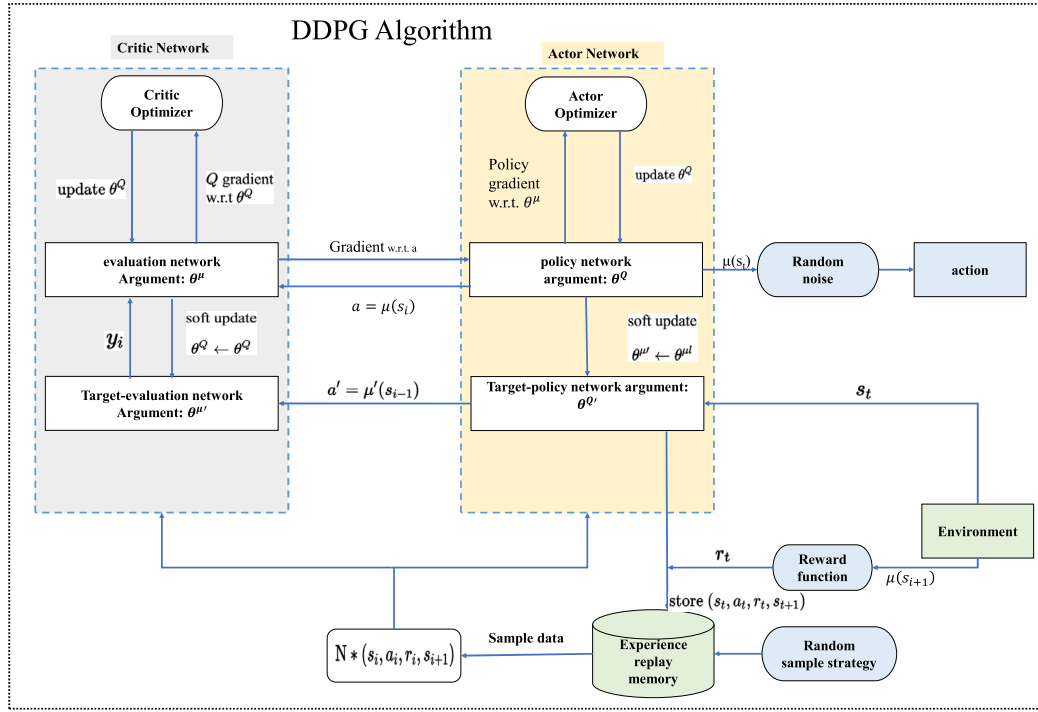 DDPG Algorithm
Critic Network
Actor Network
Critic
Optimizer
Actor
Optimizer
update θ^Q
Q gradient
w.r.t θ^Q
Policy
gradient
w.r.t. θ^μ
update θ^Q
evaluation network
Argument: θ^μ
Gradient w.r.t. a
policy network
argument: θ^Q
μ(s_t)
Random
noise
action
a = μ(s_i)
y_i
soft update
θ^Q ← θ^Q
soft update
θ^μ′ ← θ^μl
Target-evaluation network
Argument: θ^μ′
a′ = μ′(s_{i−1})
Target-policy network argument:
θ^Q′
s_t
Environment
r_t
Reward
function
μ(s_{i+1})
store (s_t, a_t, r_t, s_{t+1})
N * (s_i, a_i, r_i, s_{i+1})
Sample data
Experience
replay
memory
Random
sample strategy